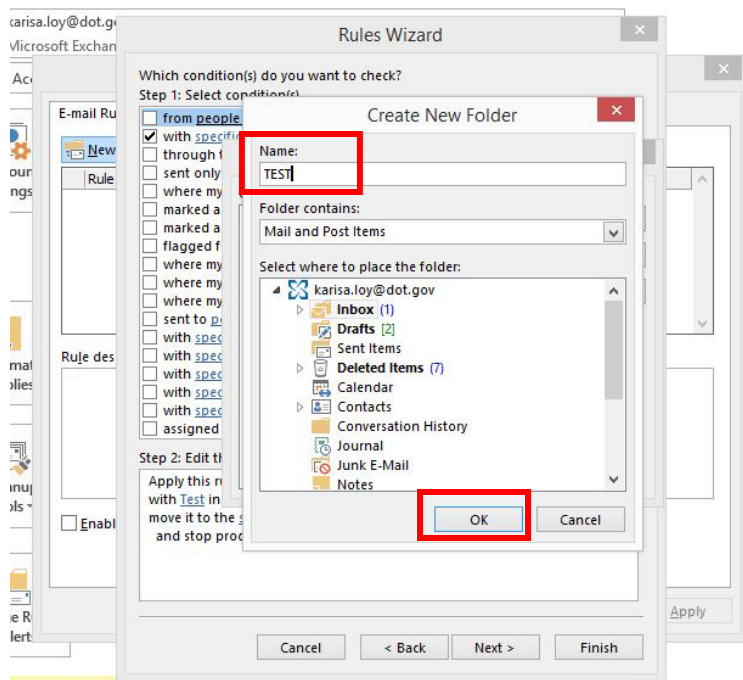 karisa.loy@dot.g
Microsoft Exchan
Rules Wizard
Which condition(s) do you want to check?
Step 1: Select condition(s)
from people
with specific
through
sent only
where my
marked a
marked a
flagged f
where my
where my
where my
sent to
with spec
with spec
with spec
with spec
with spec
assigned
Step 2: Edit th
Apply this r
with Test in
move it to the
and stop proc
Cancel
< Back
Next >
Finish
Create New Folder
Name:
TEST
Folder contains:
Mail and Post Items
Select where to place the folder:
karisa.loy@dot.gov
Inbox (1)
Drafts [2]
Sent Items
Deleted Items (7)
Calendar
Contacts
Conversation History
Journal
Junk E-Mail
Notes
OK
Cancel
E-mail Ru
New
Rule
Rule des
Enabl
Apply